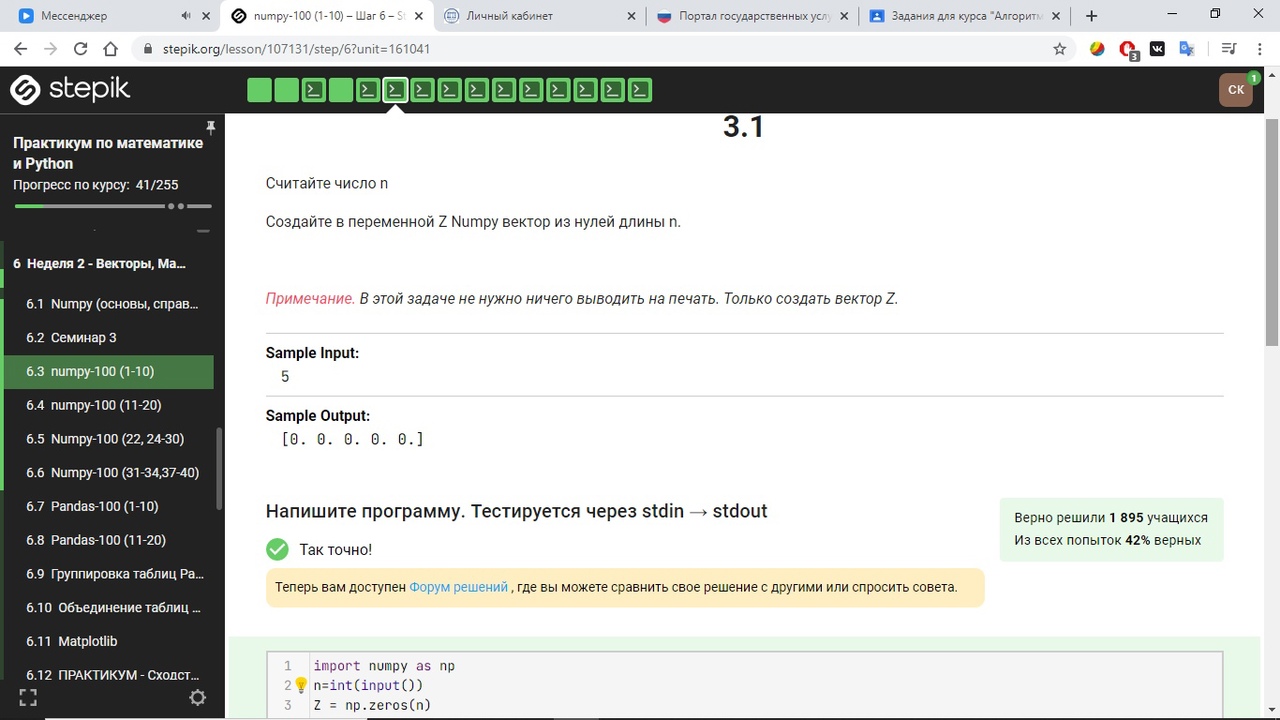 Мессенджер
numpy-100 (1-10) – Шаг 6 – St
Личный кабинет
Портал государственных услу
Задания для курса "Алгоритм
stepik.org/lesson/107131/step/6?unit=161041
3
stepik
СК
1
Практикум по математике
и Python
Прогресс по курсу: 41/255
6 Неделя 2 - Векторы, Ма...
6.1 Numpy (основы, справ...
6.2 Семинар 3
6.3 numpy-100 (1-10)
6.4 numpy-100 (11-20)
6.5 Numpy-100 (22, 24-30)
6.6 Numpy-100 (31-34,37-40)
6.7 Pandas-100 (1-10)
6.8 Pandas-100 (11-20)
6.9 Группировка таблиц Pa...
6.10 Объединение таблиц ...
6.11 Matplotlib
6.12 ПРАКТИКУМ - Сходст...
3.1
Считайте число n
Создайте в переменной Z Numpy вектор из нулей длины n.
Примечание. В этой задаче не нужно ничего выводить на печать. Только создать вектор Z.
Sample Input:
5
Sample Output:
[0. 0. 0. 0. 0.]
Напишите программу. Тестируется через stdin → stdout
Верно решили 1 895 учащихся
Из всех попыток 42% верных
Так точно!
Теперь вам доступен Форум решений , где вы можете сравнить свое решение с другими или спросить совета.
1 import numpy as np
2 n=int(input())
3 Z = np.zeros(n)